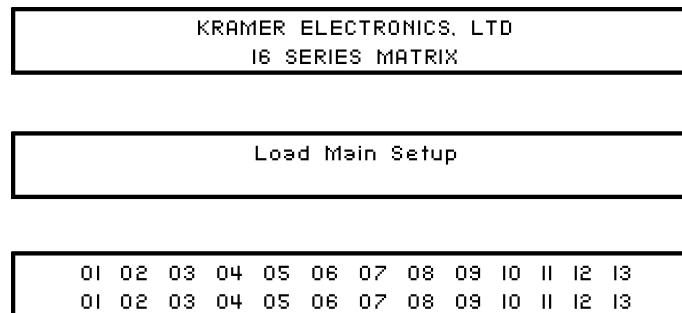 KRAMER ELECTRONICS, LTD
16 SERIES MATRIX
Load Main Setup
01 02 03 04 05 06 07 08 09 10 11 12 13
01 02 03 04 05 06 07 08 09 10 11 12 13